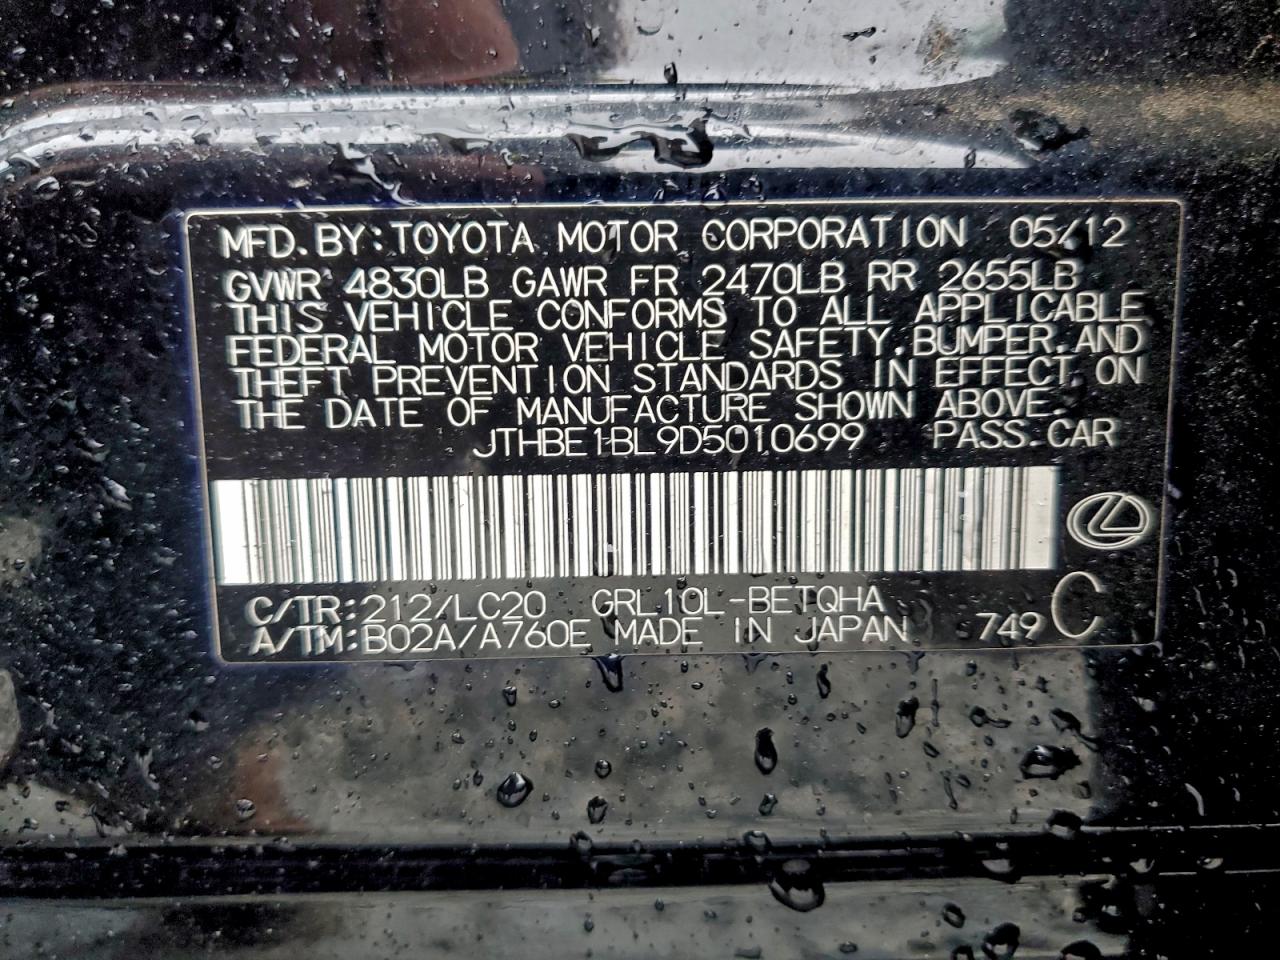 MFD. BY: TOYOTA MOTOR CORPORATION 05/12
GVWR 4830LB GAWR FR 2470LB RR 2655LB
THIS VEHICLE CONFORMS TO ALL APPLICABLE
FEDERAL MOTOR VEHICLE SAFETY, BUMPER, AND
THEFT PREVENTION STANDARDS IN EFFECT ON
THE DATE OF MANUFACTURE SHOWN ABOVE.
JTHBE1BL9D5010699 PASS. CAR
C/TR: 212/LC20 GRL10L-BETQHA
A/TM: B02A/A760E MADE IN JAPAN 749 C